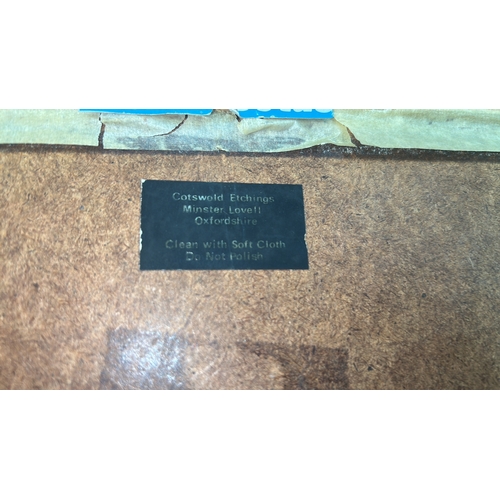 Cotswold Etchings
Minster Lovell
Oxfordshire
Clean with Soft Cloth
Do Not Polish